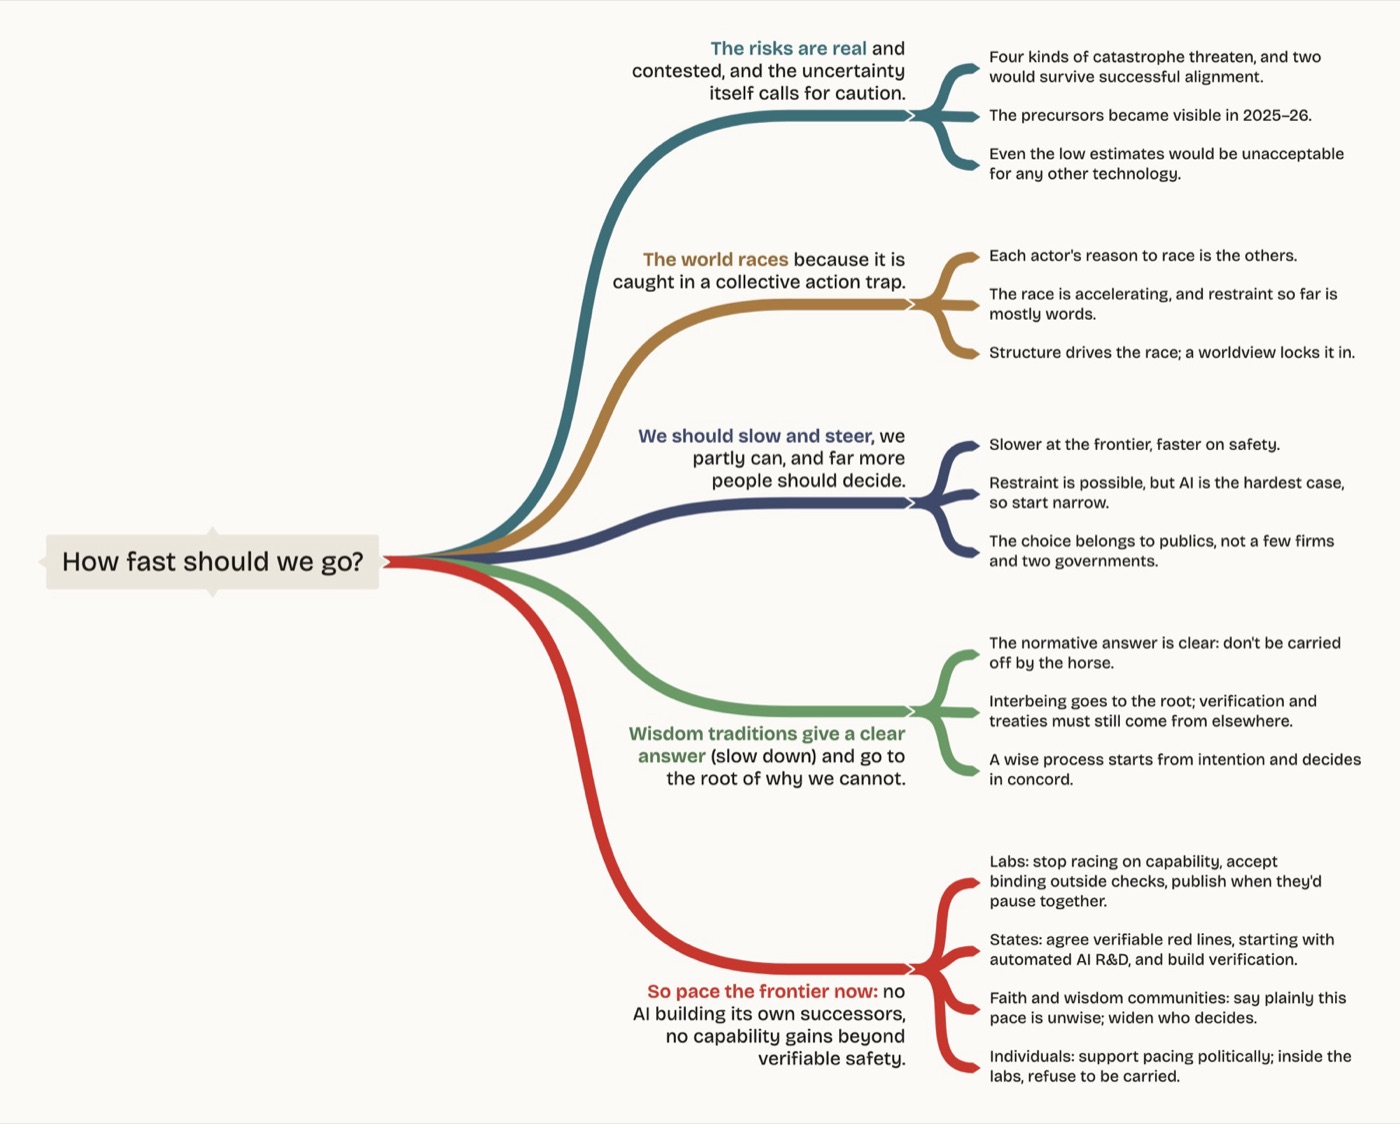 How fast should we go?
The risks are real and
contested, and the uncertainty
itself calls for caution.
Four kinds of catastrophe threaten, and two
would survive successful alignment.
The precursors became visible in 2025–26.
Even the low estimates would be unacceptable
for any other technology.
The world races because it is
caught in a collective action trap.
Each actor's reason to race is the others.
The race is accelerating, and restraint so far is
mostly words.
Structure drives the race; a worldview locks it in.
We should slow and steer, we
partly can, and far more
people should decide.
Slower at the frontier, faster on safety.
Restraint is possible, but AI is the hardest case,
so start narrow.
The choice belongs to publics, not a few firms
and two governments.
Wisdom traditions give a clear
answer (slow down) and go to
the root of why we cannot.
The normative answer is clear: don't be carried
off by the horse.
Interbeing goes to the root; verification and
treaties must still come from elsewhere.
A wise process starts from intention and decides
in concord.
So pace the frontier now: no
AI building its own successors,
no capability gains beyond
verifiable safety.
Labs: stop racing on capability, accept
binding outside checks, publish when they'd
pause together.
States: agree verifiable red lines, starting with
automated AI R&D, and build verification.
Faith and wisdom communities: say plainly this
pace is unwise; widen who decides.
Individuals: support pacing politically; inside the
labs, refuse to be carried.